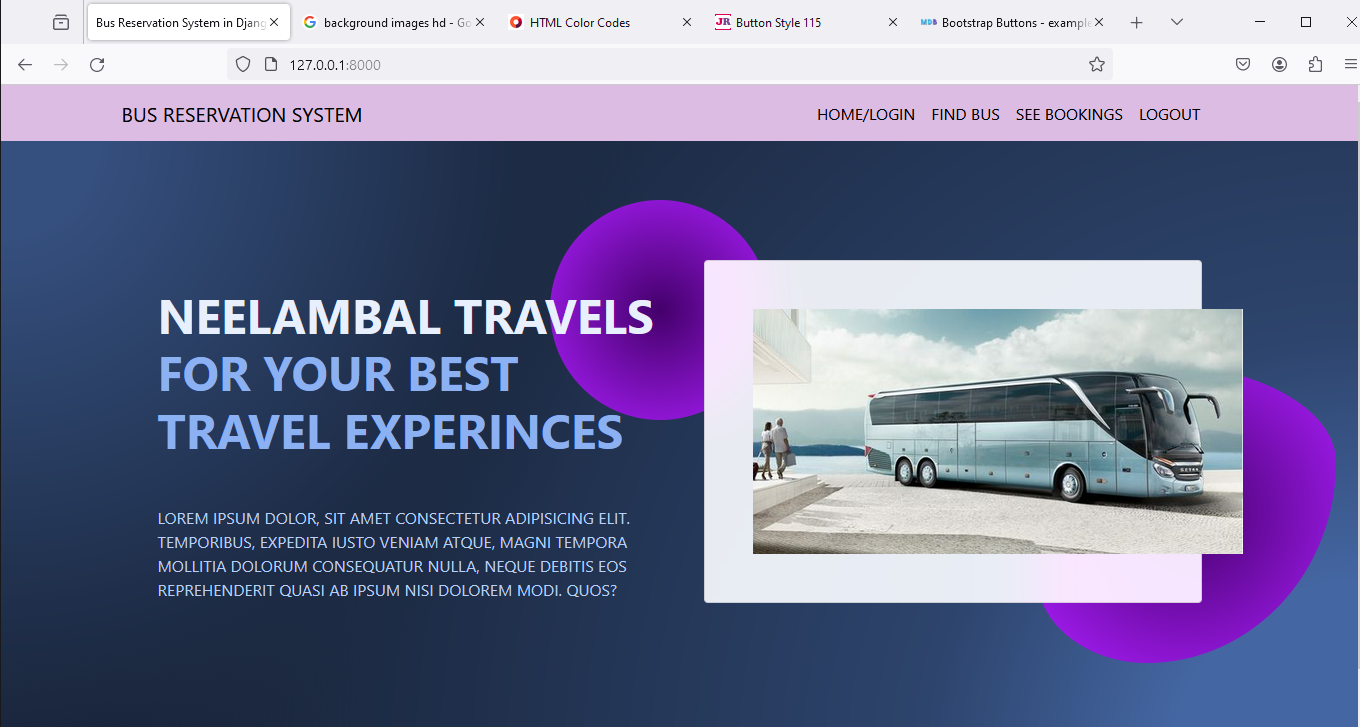 Bus Reservation System in Djang
background images hd - Go
HTML Color Codes
JR Button Style 115
MDB Bootstrap Buttons - example
127.0.0.1:8000
BUS RESERVATION SYSTEM
HOME/LOGIN FIND BUS SEE BOOKINGS LOGOUT
NEELAMBAL TRAVELS
FOR YOUR BEST
TRAVEL EXPERINCES
LOREM IPSUM DOLOR, SIT AMET CONSECTETUR ADIPISICING ELIT.
TEMPORIBUS, EXPEDITA IUSTO VENIAM ATQUE, MAGNI TEMPORA
MOLLITIA DOLORUM CONSEQUATUR NULLA, NEQUE DEBITIS EOS
REPREHENDERIT QUASI AB IPSUM NISI DOLOREM MODI. QUOS?
SETRA